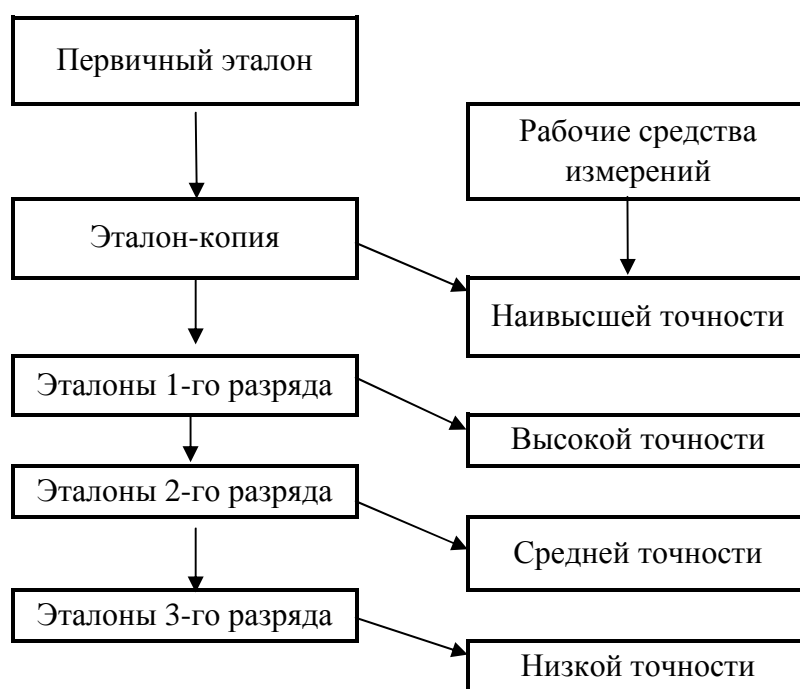 Первичный эталон
Рабочие средства
измерений
Эталон-копия
Наивысшей точности
Эталоны 1-го разряда
Высокой точности
Эталоны 2-го разряда
Средней точности
Эталоны 3-го разряда
Низкой точности